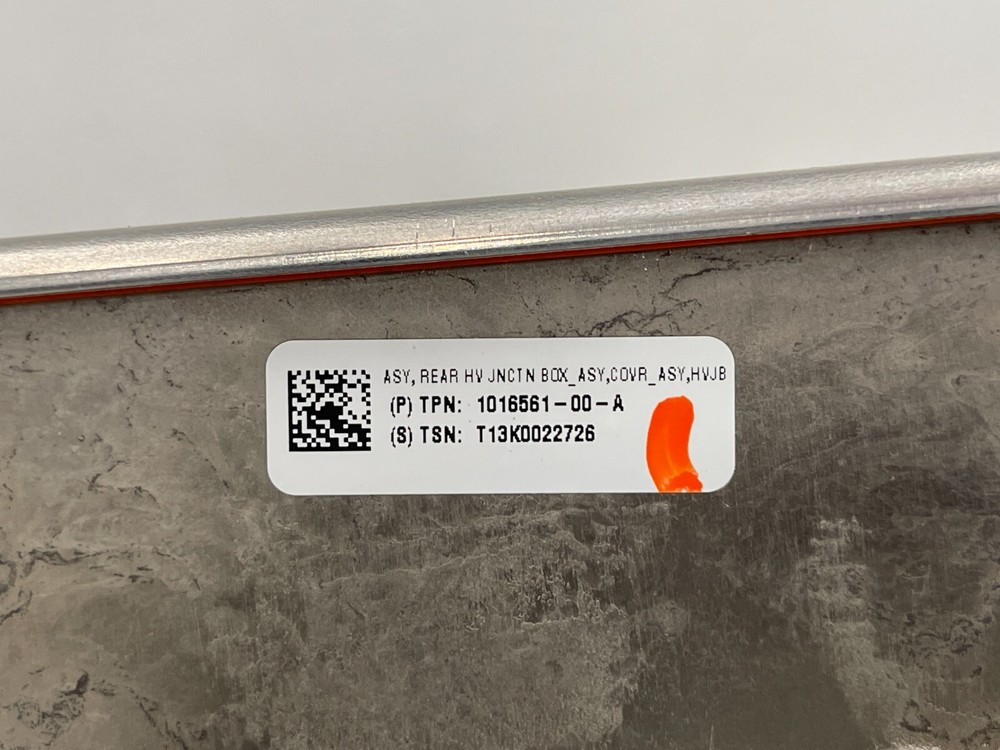 ASY, REAR HV JNCTN BOX_ASY,COVR_ASY,HVJB
(P) TPN: 1016561-00-A
(S) TSN: T13K0022726